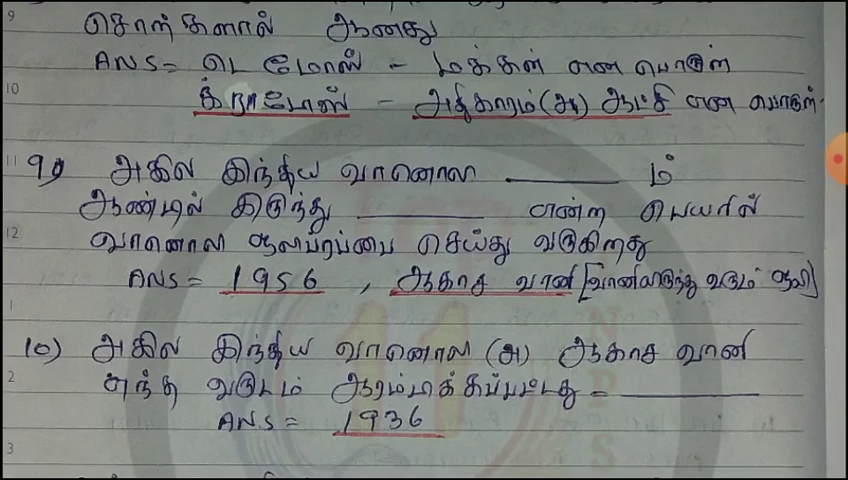 சொற்களால் ஆனது
ANS= டெமோஸ் - மக்கள் என பொருள்
க்ராடோஸ் - அதிகாரம் (அ) ஆட்சி என பொருள்.
9) அகில இந்திய வானொலி ______ ம்
ஆண்டில் இருந்து ______ என்ற பெயரில்
வானொலி ஒலிபரப்பை செய்து வருகிறது
ANS= 1956, ஆகாச வானி [வானிலிருந்து வரும் ஒலி]
10) அகில இந்திய வானொலி (அ) ஆகாச வானி
எந்த வருடம் ஆரம்பிக்கப்பட்டது - ______
ANS= 1936